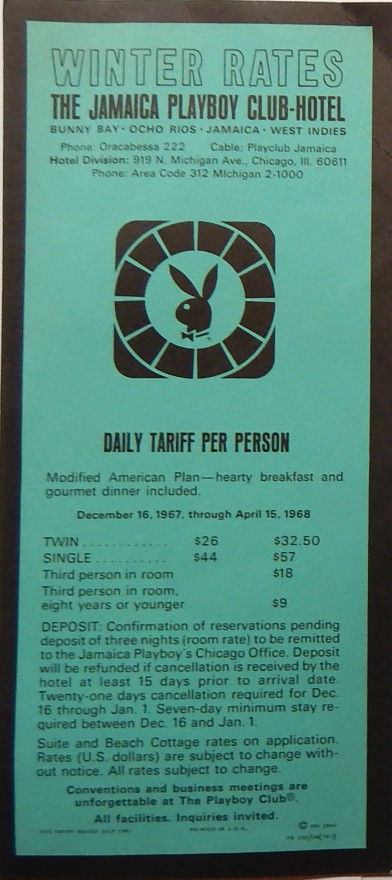 WINTER RATES
THE JAMAICA PLAYBOY CLUB-HOTEL
BUNNY BAY · OCHO RIOS · JAMAICA · WEST INDIES
Phone: Oracabessa 222 Cable: Playclub Jamaica
Hotel Division: 919 N. Michigan Ave., Chicago, Ill. 60611
Phone: Area Code 312 MIchigan 2-1000
DAILY TARIFF PER PERSON
Modified American Plan—hearty breakfast and
gourmet dinner included.
December 16, 1967, through April 15, 1968
TWIN ............ $26 $32.50
SINGLE .......... $44 $57
Third person in room $18
Third person in room,
eight years or younger $9
DEPOSIT: Confirmation of reservations pending
deposit of three nights (room rate) to be remitted
to the Jamaica Playboy's Chicago Office. Deposit
will be refunded if cancellation is received by the
hotel at least 15 days prior to arrival date.
Twenty-one days cancellation required for Dec.
16 through Jan. 1. Seven-day minimum stay re-
quired between Dec. 16 and Jan. 1.
Suite and Beach Cottage rates on application.
Rates (U.S. dollars) are subject to change with-
out notice. All rates subject to change.
Conventions and business meetings are
unforgettable at The Playboy Club®.
All facilities. Inquiries invited.
THIS TARIFF ISSUED JULY 1967 PRINTED IN U.S.A. ©